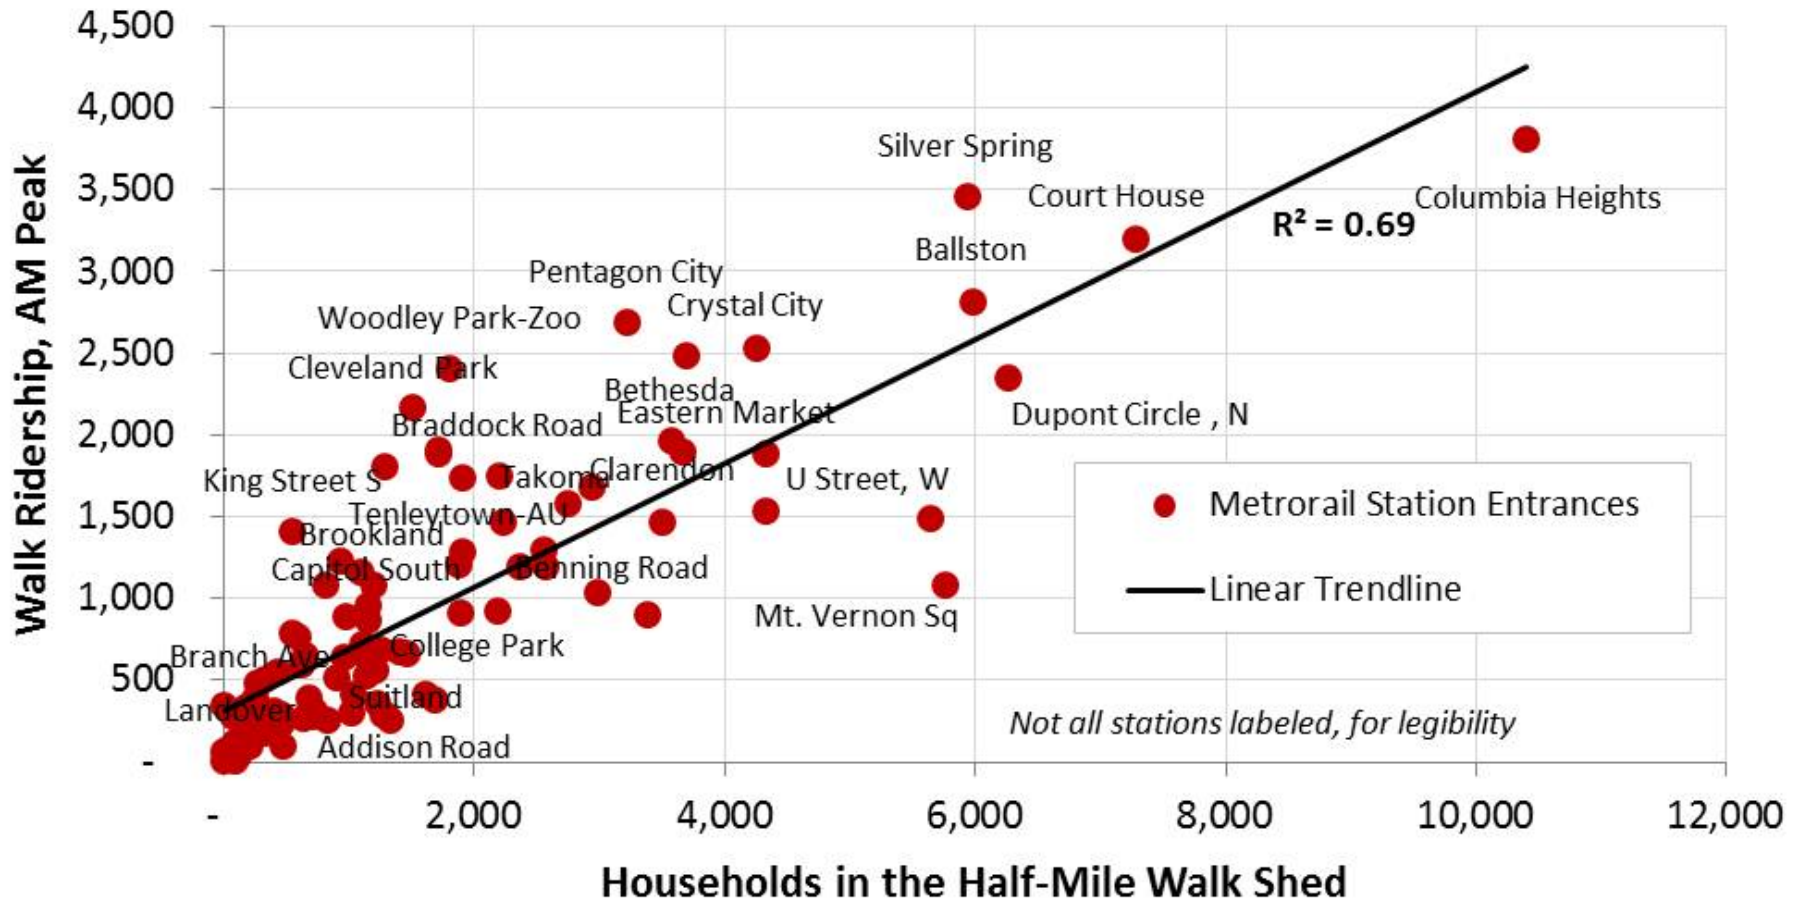 4,500
4,000
3,500
3,000
2,500
2,000
1,500
1,000
500
-
Walk Ridership, AM Peak
Silver Spring
Court House
Columbia Heights
R² = 0.69
Ballston
Pentagon City
Crystal City
Woodley Park-Zoo
Cleveland Park
Bethesda
Eastern Market
Dupont Circle , N
Braddock Road
King Street S
Takoma
Clarendon
U Street, W
Tenleytown-AU
Brookland
Capitol South
Benning Road
Mt. Vernon Sq
College Park
Branch Ave
Suitland
Landover
Addison Road
Metrorail Station Entrances
Linear Trendline
Not all stations labeled, for legibility
-
2,000
4,000
6,000
8,000
10,000
12,000
Households in the Half-Mile Walk Shed